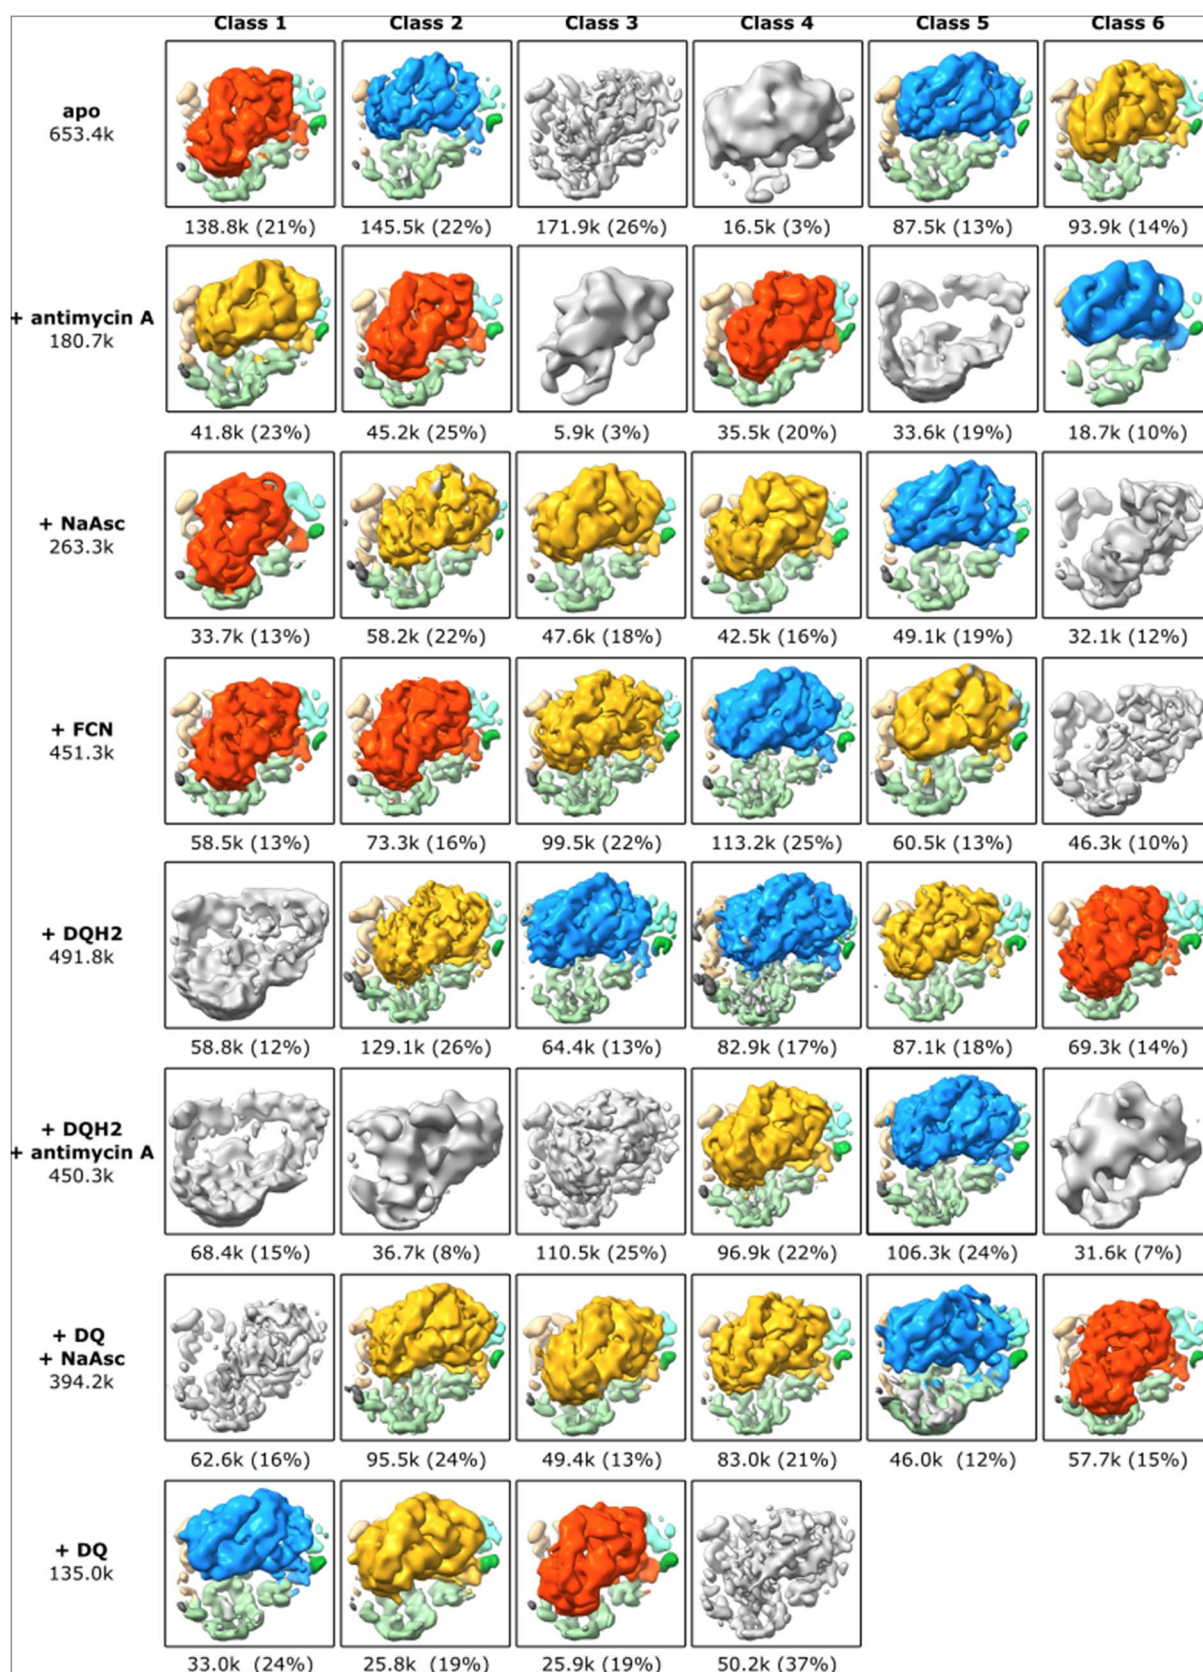 Class 1 Class 2 Class 3 Class 4 Class 5 Class 6
apo
653.4k
138.8k (21%) 145.5k (22%) 171.9k (26%) 16.5k (3%) 87.5k (13%) 93.9k (14%)
+ antimycin A
180.7k
41.8k (23%) 45.2k (25%) 5.9k (3%) 35.5k (20%) 33.6k (19%) 18.7k (10%)
+ NaAsc
263.3k
33.7k (13%) 58.2k (22%) 47.6k (18%) 42.5k (16%) 49.1k (19%) 32.1k (12%)
+ FCN
451.3k
58.5k (13%) 73.3k (16%) 99.5k (22%) 113.2k (25%) 60.5k (13%) 46.3k (10%)
+ DQH2
491.8k
58.8k (12%) 129.1k (26%) 64.4k (13%) 82.9k (17%) 87.1k (18%) 69.3k (14%)
+ DQH2
+ antimycin A
450.3k
68.4k (15%) 36.7k (8%) 110.5k (25%) 96.9k (22%) 106.3k (24%) 31.6k (7%)
+ DQ
+ NaAsc
394.2k
62.6k (16%) 95.5k (24%) 49.4k (13%) 83.0k (21%) 46.0k (12%) 57.7k (15%)
+ DQ
135.0k
33.0k (24%) 25.8k (19%) 25.9k (19%) 50.2k (37%)